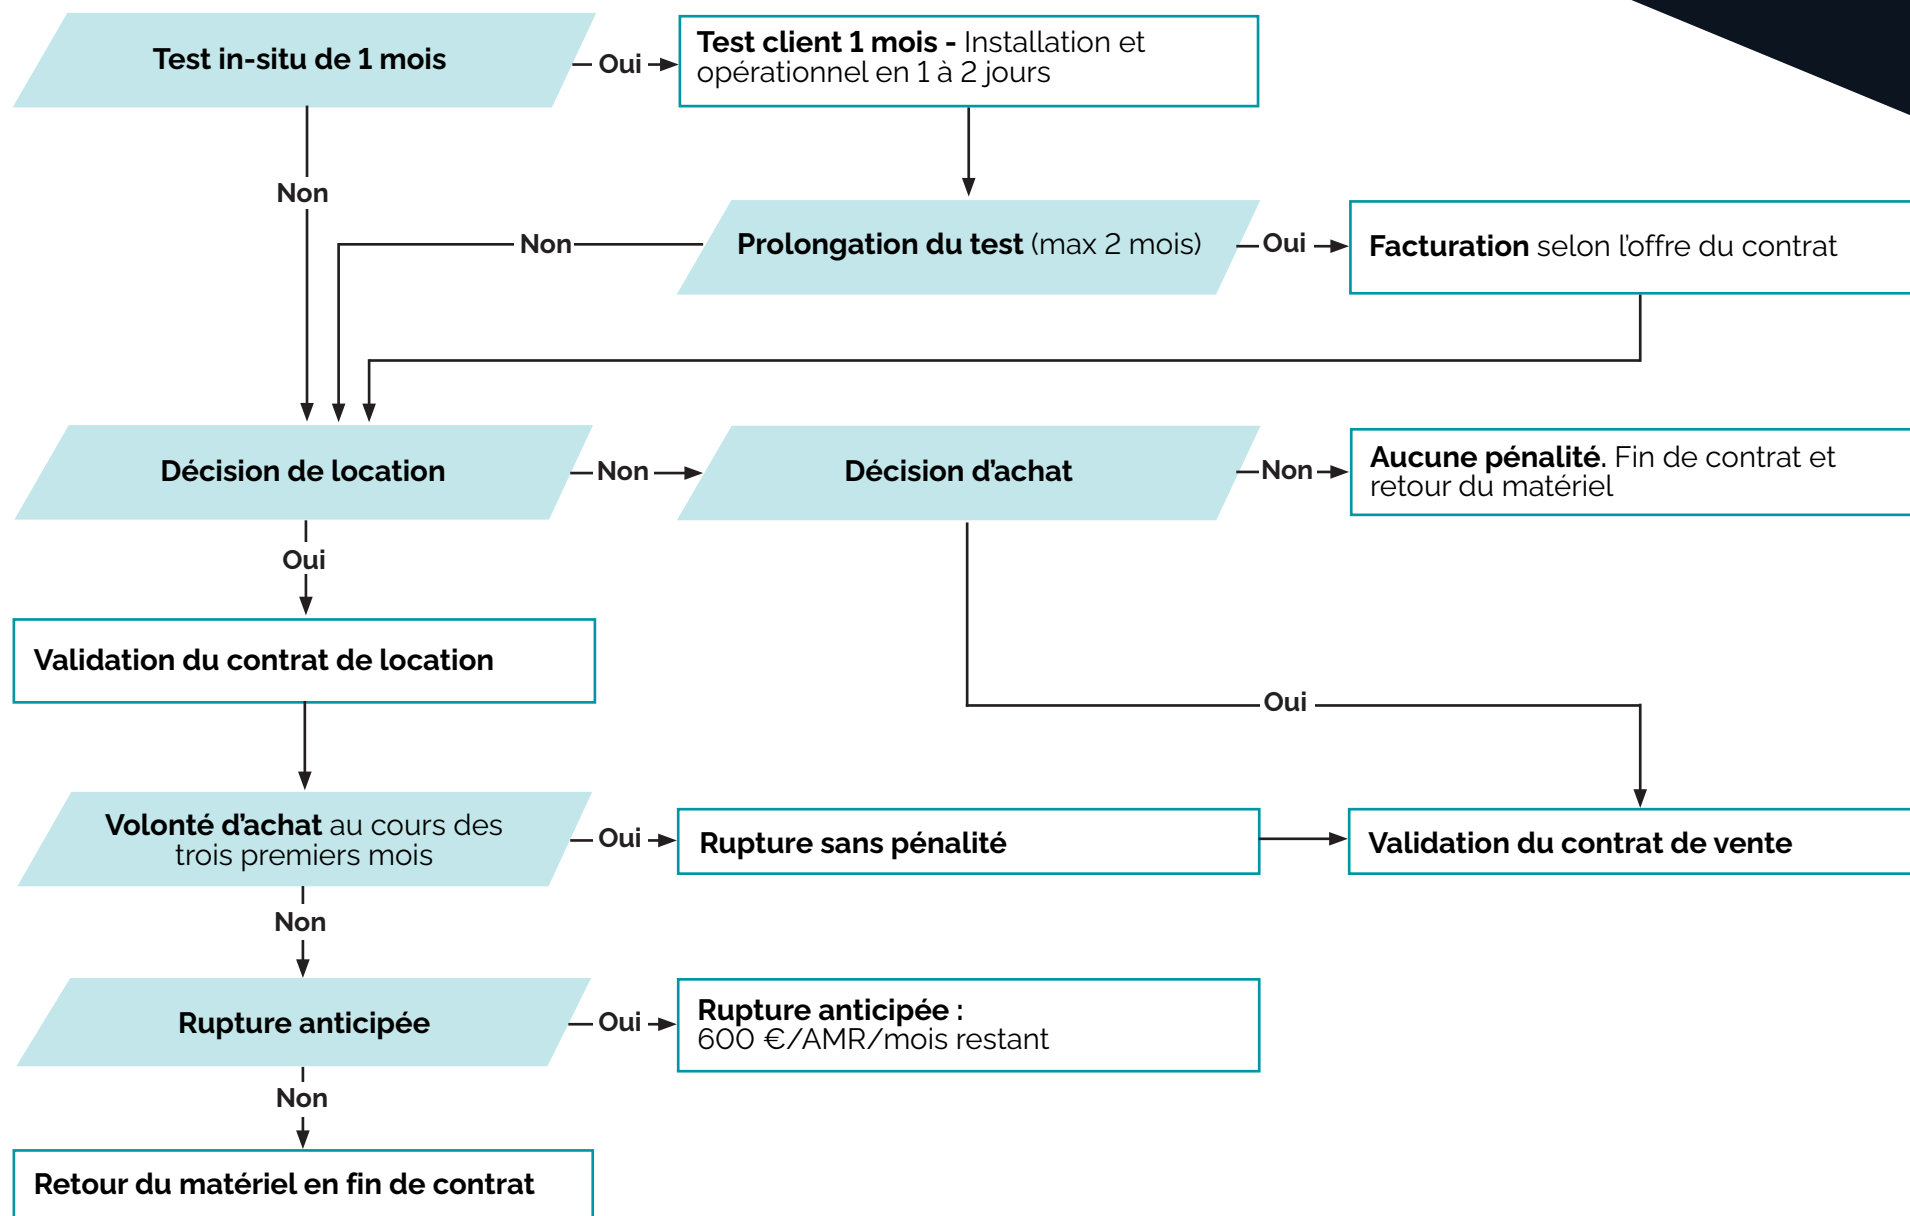 Test in-situ de 1 mois
Oui
Test client 1 mois - Installation et
opérationnel en 1 à 2 jours
Non
Non
Prolongation du test (max 2 mois)
Oui
Facturation selon l'offre du contrat
Décision de location
Non
Décision d'achat
Non
Aucune pénalité. Fin de contrat et
retour du matériel
Oui
Validation du contrat de location
Oui
Volonté d'achat au cours des
trois premiers mois
Oui
Rupture sans pénalité
Validation du contrat de vente
Non
Rupture anticipée
Oui
Rupture anticipée :
600 €/AMR/mois restant
Non
Retour du matériel en fin de contrat